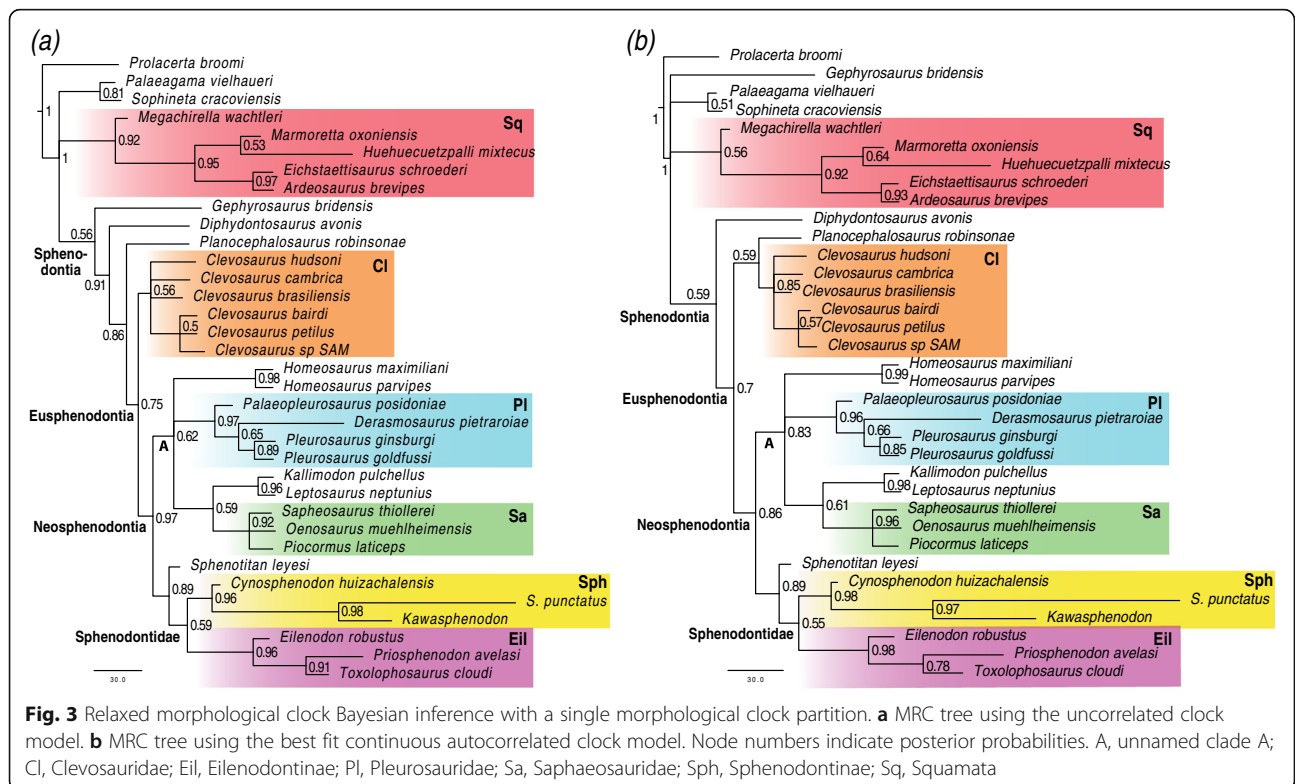 (a)
Prolacerta broomi
Palaeagama vielhaueri
0.81
Sophineta cracoviensis
1
Megachirella wachtleri
Sq
0.92
Marmoretta oxoniensis
0.53
Huehuecuetzpalli mixtecus
1
0.95
Eichstaettisaurus schroederi
0.97
Ardeosaurus brevipes
Gephyrosaurus bridensis
0.56
Diphydontosaurus avonis
Spheno-
dontia
Planocephalosaurus robinsonae
0.91
Clevosaurus hudsoni
Cl
Clevosaurus cambrica
0.56
Clevosaurus brasiliensis
Clevosaurus bairdi
0.5
Clevosaurus petilus
0.86
Clevosaurus sp SAM
Homeosaurus maximiliani
0.98
Homeosaurus parvipes
0.75
Eusphenodontia
Palaeopleurosaurus posidoniae
Pl
0.97
Derasmosaurus pietraroiae
0.62
A
0.65
Pleurosaurus ginsburgi
0.89
Pleurosaurus goldfussi
Kallimodon pulchellus
0.96
Leptosaurus neptunius
0.59
Neosphenodontia
0.97
Sapheosaurus thiollerei
Sa
0.92
Oenosaurus muehlheimensis
Piocormus laticeps
Sphenotitan leyesi
0.89
Cynosphenodon huizachalensis
Sph
0.96
S. punctatus
0.98
Kawasphenodon
0.59
Sphenodontidae
Eilenodon robustus
Eil
0.96
Priosphenodon avelasi
0.91
Toxolophosaurus cloudi
30.0
(b)
Prolacerta broomi
Gephyrosaurus bridensis
Palaeagama vielhaueri
0.51
Sophineta cracoviensis
1
Megachirella wachtleri
Sq
0.56
Marmoretta oxoniensis
0.64
Huehuecuetzpalli mixtecus
1
0.92
Eichstaettisaurus schroederi
0.93
Ardeosaurus brevipes
Diphydontosaurus avonis
Planocephalosaurus robinsonae
0.59
Clevosaurus hudsoni
Cl
Clevosaurus cambrica
0.85
Clevosaurus brasiliensis
0.59
Clevosaurus bairdi
0.57
Clevosaurus petilus
Sphenodontia
Clevosaurus sp SAM
Homeosaurus maximiliani
0.99
Homeosaurus parvipes
0.7
Eusphenodontia
Palaeopleurosaurus posidoniae
Pl
0.96
Derasmosaurus pietraroiae
0.83
A
0.66
Pleurosaurus ginsburgi
0.85
Pleurosaurus goldfussi
Kallimodon pulchellus
0.98
Leptosaurus neptunius
0.61
Neosphenodontia
0.86
Sapheosaurus thiollerei
Sa
0.96
Oenosaurus muehlheimensis
Piocormus laticeps
Sphenotitan leyesi
0.89
Cynosphenodon huizachalensis
Sph
0.98
S. punctatus
0.97
Kawasphenodon
0.55
Sphenodontidae
Eilenodon robustus
Eil
0.98
Priosphenodon avelasi
0.78
Toxolophosaurus cloudi
30.0
Fig. 3 Relaxed morphological clock Bayesian inference with a single morphological clock partition. a MRC tree using the uncorrelated clock
model. b MRC tree using the best fit continuous autocorrelated clock model. Node numbers indicate posterior probabilities. A, unnamed clade A;
Cl, Clevosauridae; Eil, Eilenodontinae; Pl, Pleurosauridae; Sa, Saphaeosauridae; Sph, Sphenodontinae; Sq, Squamata